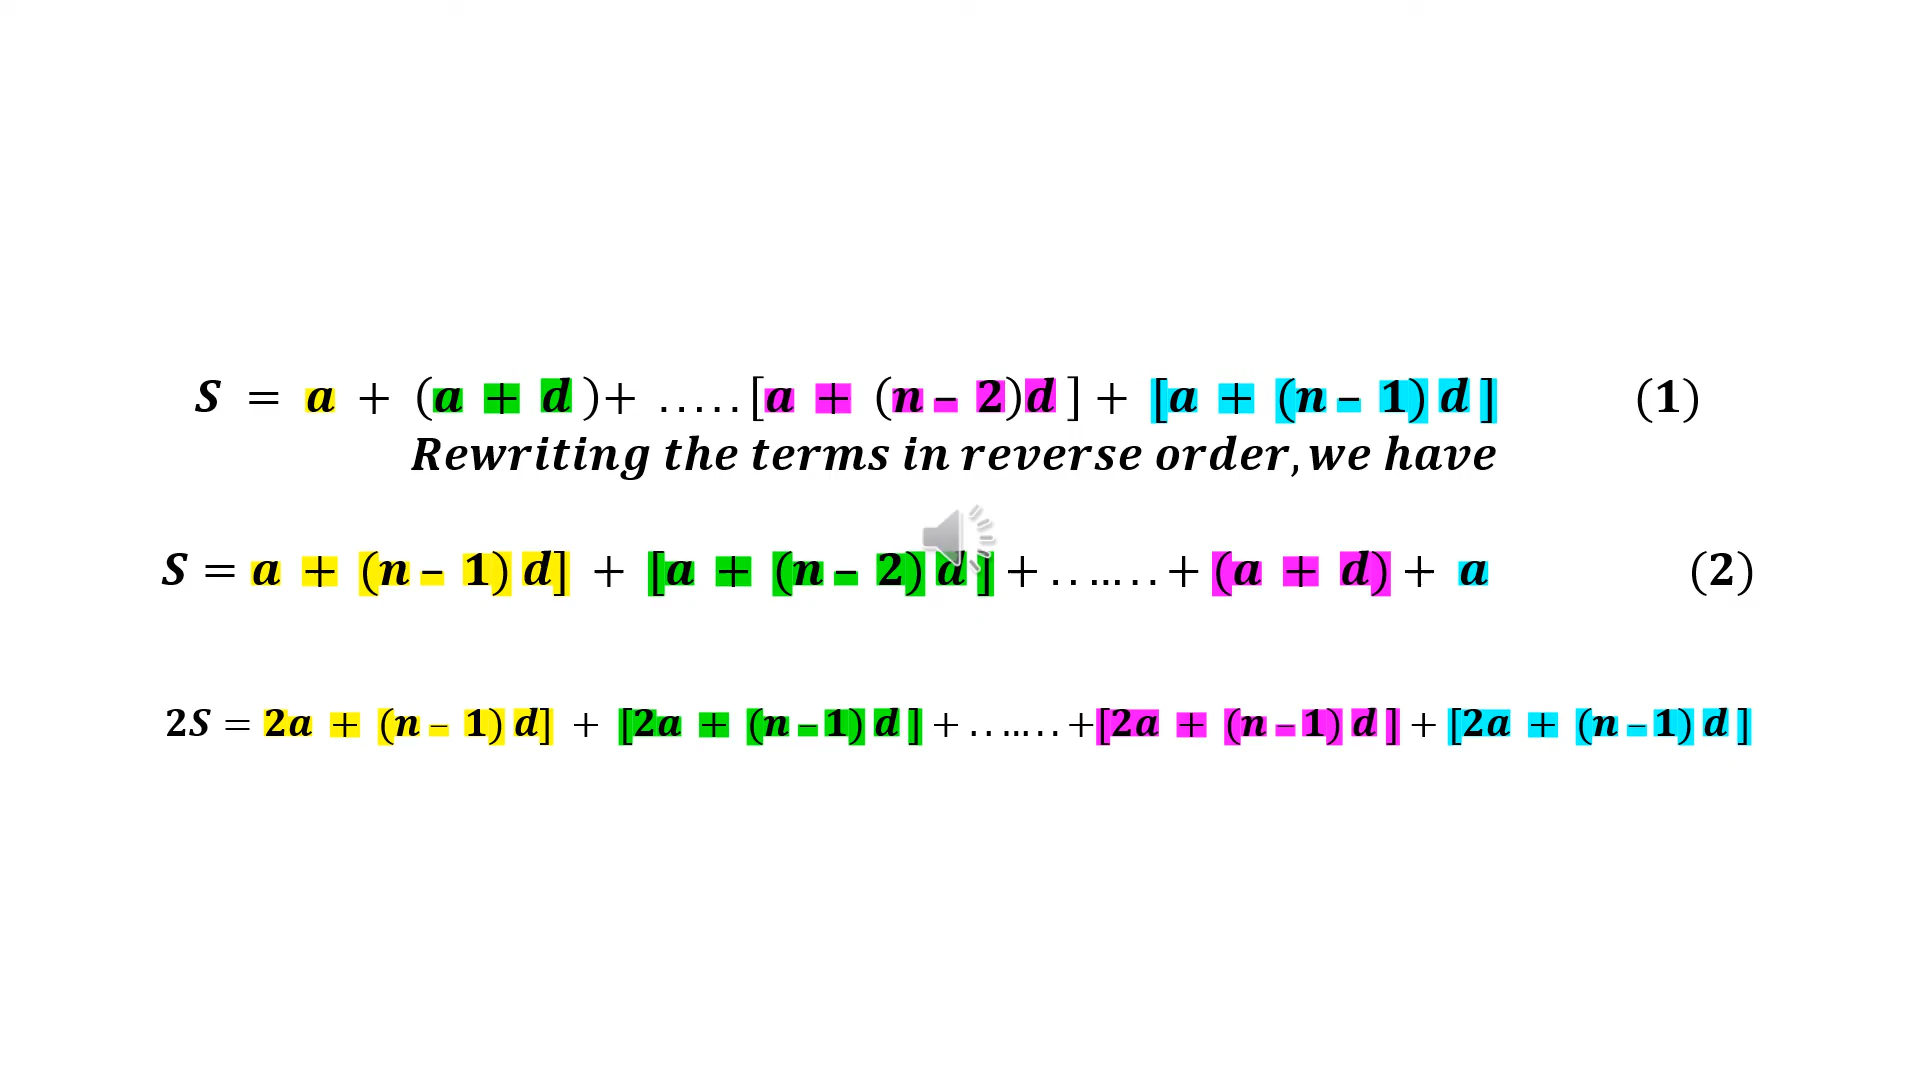 S = a + (a + d)+ .....[a + (n – 2)d ] + [a + (n – 1) d ] (1)
Rewriting the terms in reverse order, we have
S = a + (n – 1) d] + [a + (n – 2) d ] + ........ + (a + d) + a (2)
2S = 2a + (n – 1) d] + [2a + (n –1) d ] + ........ +[2a + (n –1) d ] + [2a + (n –1) d ]